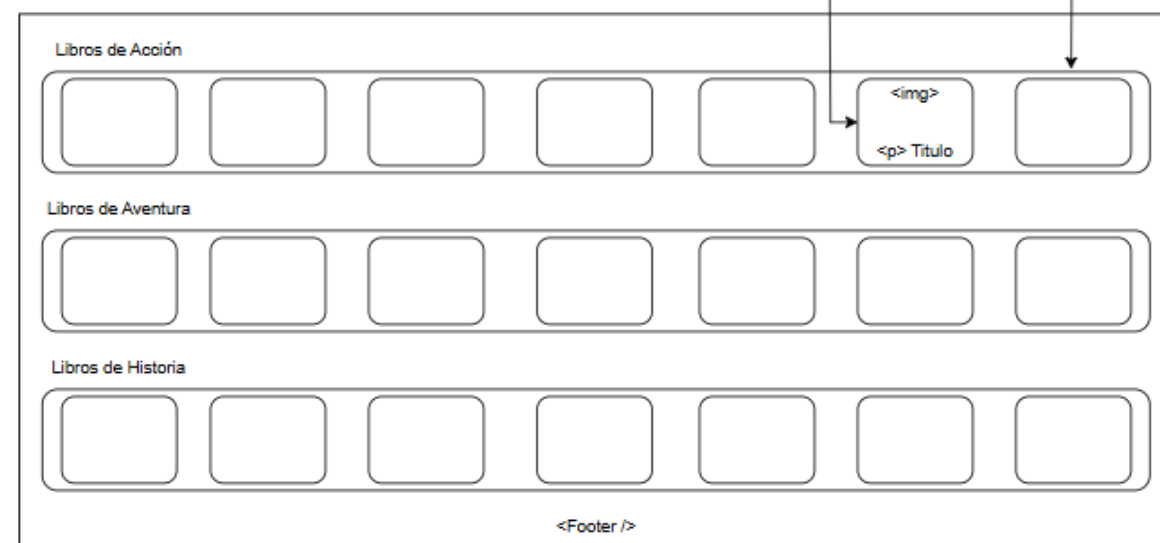 Libros de Acción
<img>
<p> Titulo
Libros de Aventura
Libros de Historia
<Footer />